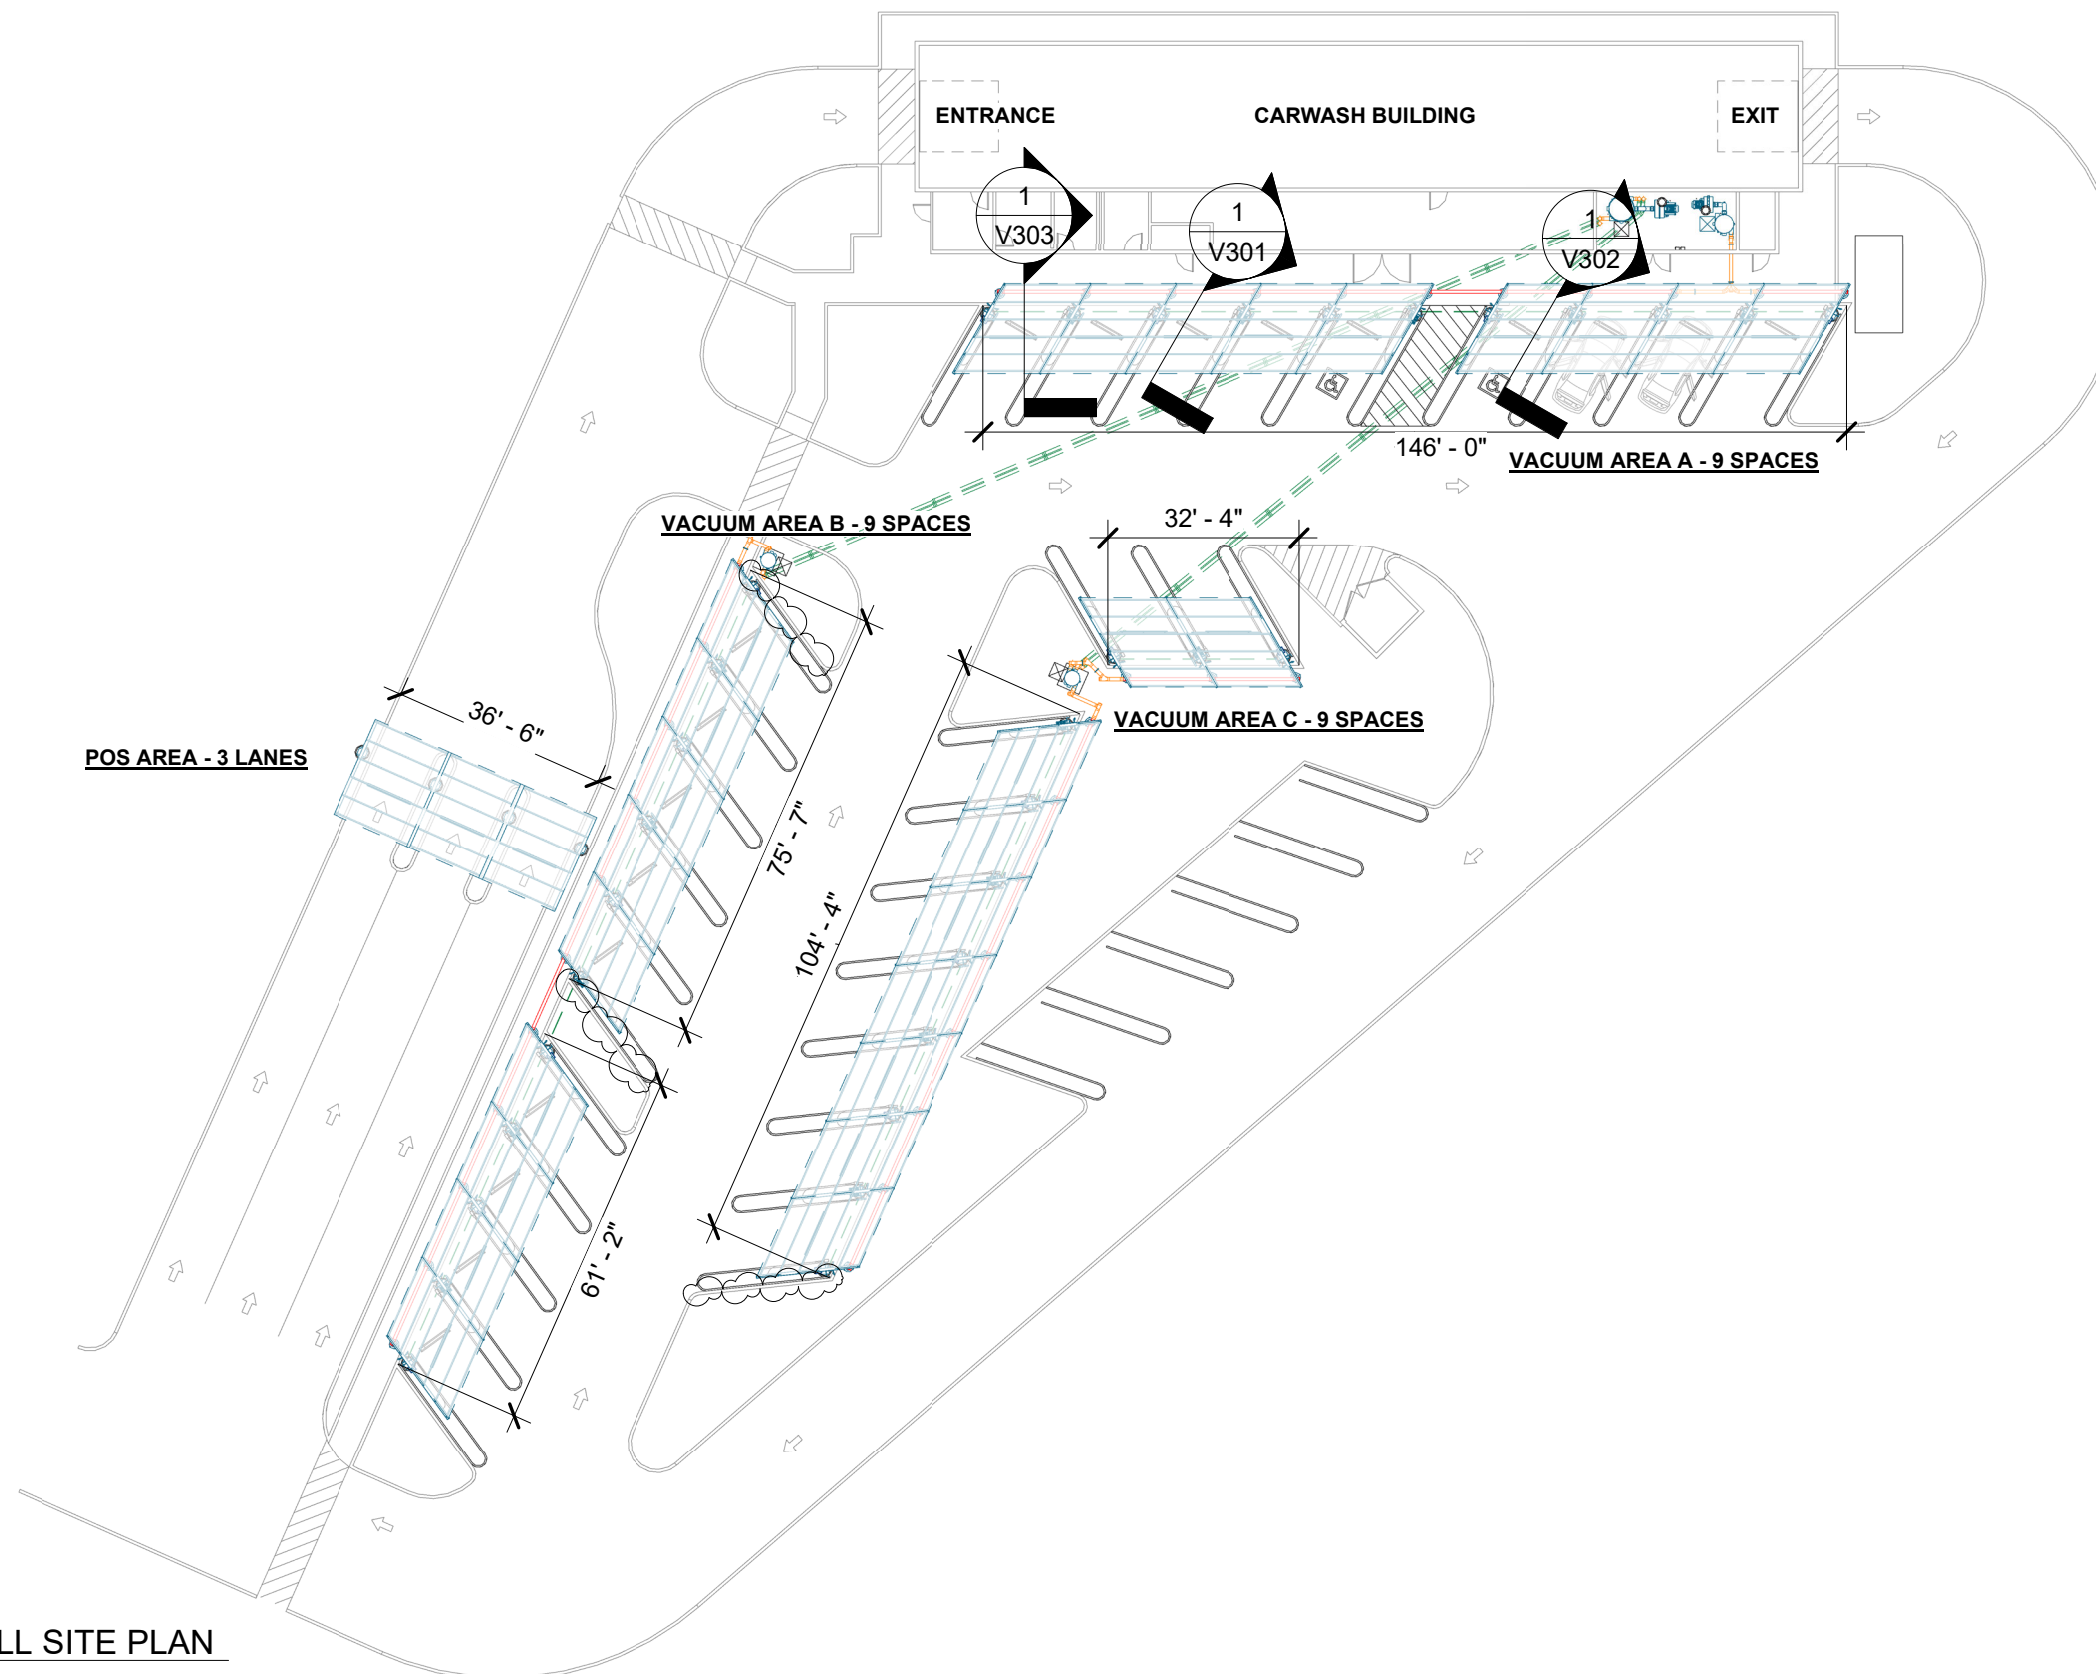 ENTRANCE
CARWASH BUILDING
EXIT
1
V303
1
V301
1
V302
146' - 0"
VACUUM AREA A - 9 SPACES
VACUUM AREA B - 9 SPACES
32' - 4"
36' - 6"
VACUUM AREA C - 9 SPACES
POS AREA - 3 LANES
75' - 7"
104' - 4"
61' - 2"
LL SITE PLAN